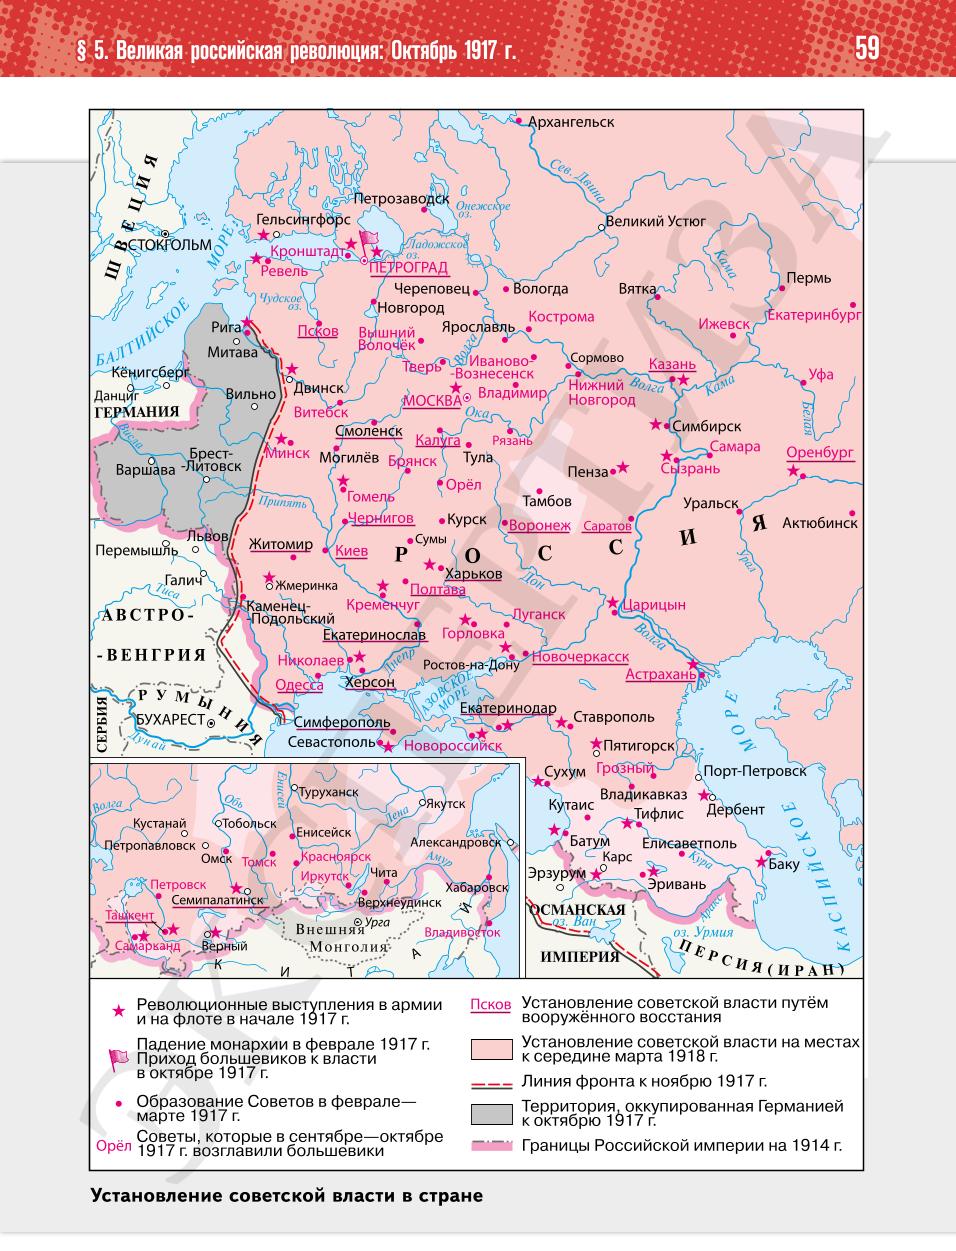 § 5. Великая российская революция: Октябрь 1917 г.
59
Архангельск
Сев. Двина
ШВЕЦИЯ
Петрозаводск
Онежское
оз.
Гельсингфорс
Великий Устюг
СТОКГОЛЬМ
МОРЕ
Кронштадт
Ладожское
оз.
Ревель
ПЕТРОГРАД
Кама
Пермь
Череповец
Вологда
Вятка
Чудское
оз.
Новгород
Екатеринбург
БАЛТИЙСКОЕ
Рига
Псков
Вышний
Волочёк
Ярославль
Кострома
Ижевск
Митава
Волга
Тверь
Иваново-
Вознесенск
Сормово
Казань
Кёнигсберг
Двинск
Нижний
Новгород
Волга
Кама
Уфа
Данциг
Вильно
Витебск
МОСКВА
Владимир
Белая
ГЕРМАНИЯ
Ока
Висла
Смоленск
Калуга
Рязань
Симбирск
Минск
Самара
Брест-
-Литовск
Могилёв
Брянск
Тула
Сызрань
Оренбург
Варшава
Пенза
Гомель
Орёл
Припять
Тамбов
Уральск
Чернигов
Курск
Воронеж
Саратов
Актюбинск
Львов
Житомир
Киев
Сумы
РОССИЯ
Перемышль
Харьков
Урал
Галич
Жмеринка
Полтава
Дон
Тиса
Кременчуг
Каменец-
-Подольский
Царицын
АВСТРО-
Луганск
Екатеринослав
Горловка
Волга
-ВЕНГРИЯ
Николаев
Днепр
Ростов-на-Дону
Новочеркасск
Одесса
Херсон
Астрахань
РУМЫНИЯ
АЗОВСКОЕ
МОРЕ
СЕРБИЯ
БУХАРЕСТ
Екатеринодар
Симферополь
Ставрополь
Дунай
Севастополь
Новороссийск
Пятигорск
КАСПИЙСКОЕ МОРЕ
Сухум
Грозный
Порт-Петровск
Владикавказ
Кутаис
Тифлис
Дербент
Батум
Елисаветполь
Карс
Кура
Баку
Эрзурум
Эривань
ОСМАНСКАЯ
Аракс
оз. Ван
оз. Урмия
ИМПЕРИЯ
ПЕРСИЯ (ИРАН)
Волга
Обь
Енисей
Туруханск
Лена
Якутск
Кустанай
Тобольск
Петропавловск
Енисейск
Омск
Томск
Красноярск
Александровск
Амур
Петровск
Иркутск
Чита
Семипалатинск
Верхнеудинск
Хабаровск
Ташкент
Урга
Внешняя
Монголия
Самарканд
Верный
Владивосток
КИТАЙ
Революционные выступления в армии
и на флоте в начале 1917 г.
Падение монархии в феврале 1917 г.
Приход большевиков к власти
в октябре 1917 г.
Образование Советов в феврале—
марте 1917 г.
Орёл
Советы, которые в сентябре—октябре
1917 г. возглавили большевики
Псков
Установление советской власти путём
вооружённого восстания
Установление советской власти на местах
к середине марта 1918 г.
Линия фронта к ноябрю 1917 г.
Территория, оккупированная Германией
к октябрю 1917 г.
Границы Российской империи на 1914 г.
Установление советской власти в стране
ЭКСПЕРТИЗА